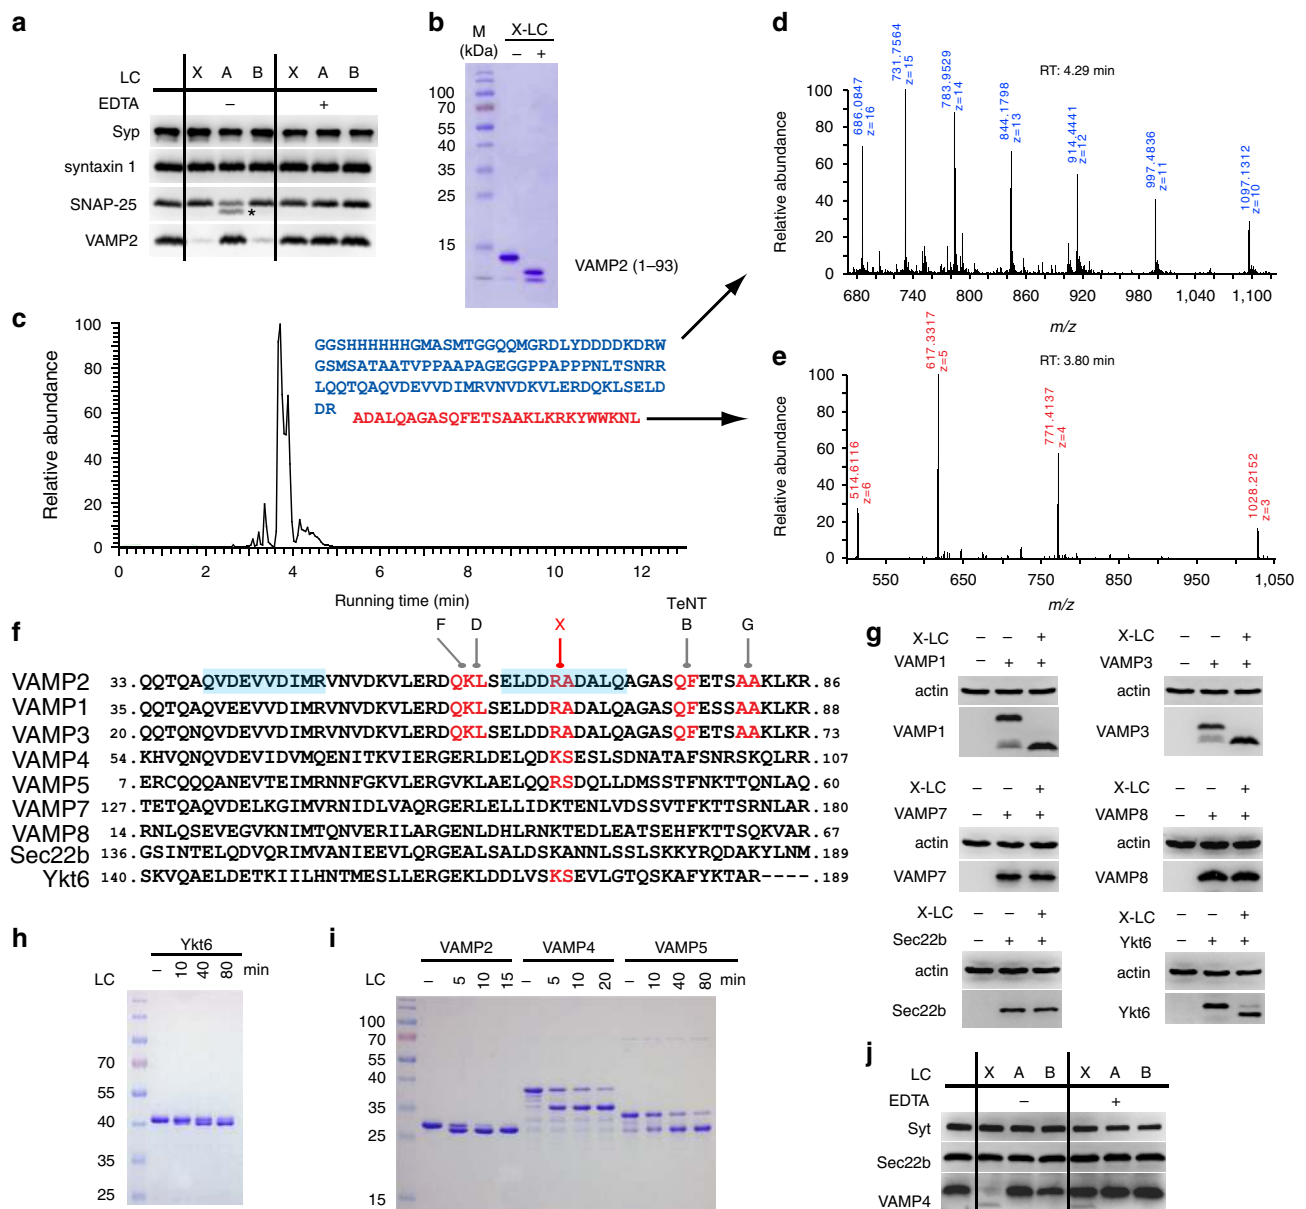 a
LC X A B X A B
EDTA – +
Syp
syntaxin 1
SNAP-25
*
VAMP2
b
M
(kDa)
X-LC
– +
100
70
55
40
35
25
15
VAMP2 (1–93)
c
Relative abundance
100
80
60
40
20
0
0 2 4 6 8 10 12
Running time (min)
GGSHHHHHHGMASMTGGQQMGRDLYDDDDKDRW
GSMSATAATVPPAAPAGEGGPPAPPPNLTSNRR
LQQTQAQVDEVVDIMRVNVDKVLERDQKLSELD
DR
ADALQAGASQFETSAAKLKRKYWWKNL
d
RT: 4.29 min
Relative abundance
100
80
60
40
20
0
686.0847
z=16
731.7564
z=15
783.9529
z=14
844.1798
z=13
914.4441
z=12
997.4836
z=11
1097.1312
z=10
680 740 800 860 920 980 1,040 1,100
m/z
e
RT: 3.80 min
Relative abundance
100
80
60
40
20
0
514.6116
z=6
617.3317
z=5
771.4137
z=4
1028.2152
z=3
550 650 750 850 950 1,050
m/z
f
TeNT
F D X B G
VAMP2 33.QQTQAQVDEVVDIMRVNVDKVLERDQKLSELDDRADALQAGASQFETSAAKLKR.86
VAMP1 35.QQTQAQVEEVVDIMRVNVDKVLERDQKLSELDDRADALQAGASQFESSAAKLKR.88
VAMP3 20.QQTQNQVDEVVDIMRVNVDKVLERDQKLSELDDRADALQAGASQFETSAAKLKR.73
VAMP4 54.KHVQNQVDEVIDVMQENITKVIERGERLDELQDKSESLSDNATAFSNRSKQLRR.107
VAMP5 7.ERCQQQANEVTEIMRNNFGKVLERGVKLAELQQRSDQLLDMSSTFNKTTQNLAQ.60
VAMP7 127.TETQAQVDELKGIMVRNIDLVAQRGERLELLIDKTENLVDSSVTFKTTSRNLAR.180
VAMP8 14.RNLQSEVEGVKNIMTQNVERILARGENLDHLRNKTEDLEATSEHFKTTSQKVAR.67
Sec22b 136.GSINTELQDVQRIMVANIEEVLQRGEALSALDSKANNLSSLSKKYRQDAKYLNM.189
Ykt6 140.SKVQAELDETKIILHNTMESLLERGEKLDDLVSKSEVLGTQSKAFYKTAR----.189
g
X-LC – – +
VAMP1 – + +
actin
VAMP1
X-LC – – +
VAMP3 – + +
actin
VAMP3
X-LC – – +
VAMP7 – + +
actin
VAMP7
X-LC – – +
VAMP8 – + +
actin
VAMP8
X-LC – – +
Sec22b – + +
actin
Sec22b
X-LC – – +
Ykt6 – + +
actin
Ykt6
h
Ykt6
LC – 10 40 80 min
70
55
40
35
25
i
VAMP2 VAMP4 VAMP5
LC – 5 10 15 – 5 10 20 – 10 40 80 min
100
70
55
40
35
25
15
j
LC X A B X A B
EDTA – +
Syt
Sec22b
VAMP4